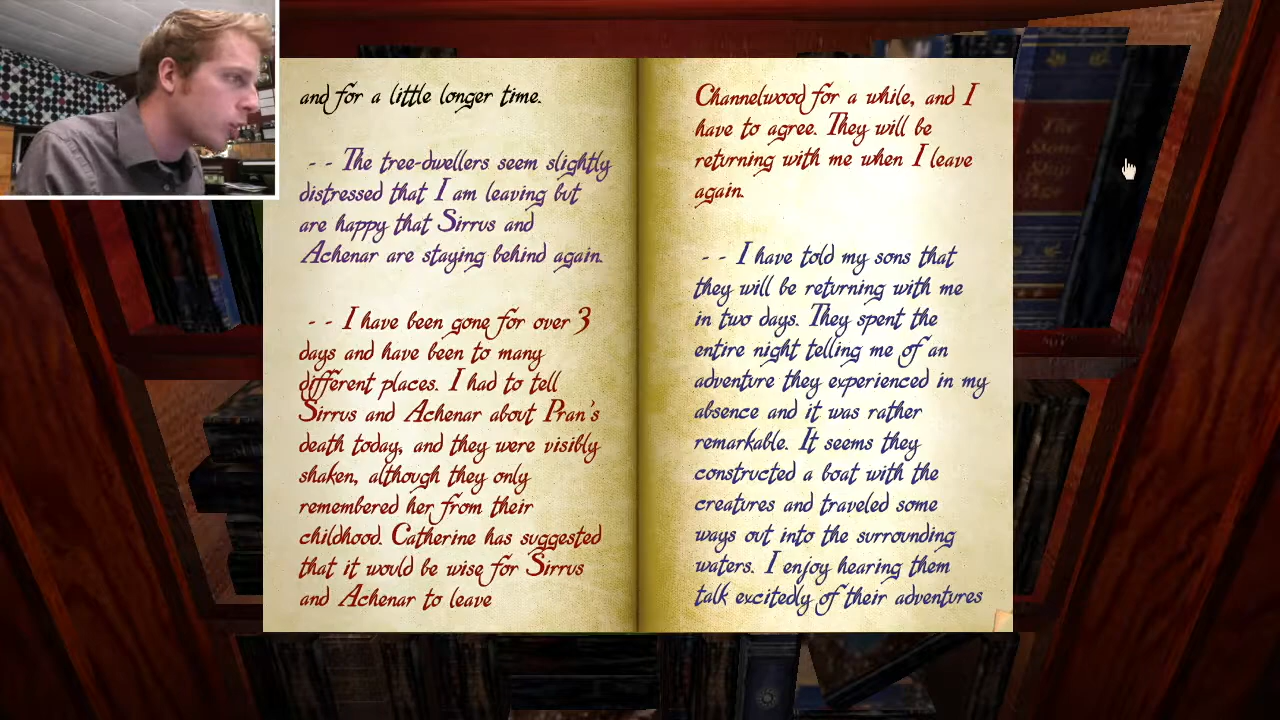 and for a little longer time.
- - The tree-dwellers seem slightly
distressed that I am leaving but
are happy that Sirrus and
Achenar are staying behind again.
- - I have been gone for over 3
days and have been to many
different places. I had to tell
Sirrus and Achenar about Pran's
death today, and they were visibly
shaken, although they only
remembered her from their
childhood. Catherine has suggested
that it would be wise for Sirrus
and Achenar to leave
Channelwood for a while, and I
have to agree. They will be
returning with me when I leave
again.
- - I have told my sons that
they will be returning with me
in two days. They spent the
entire night telling me of an
adventure they experienced in my
absence and it was rather
remarkable. It seems they
constructed a boat with the
creatures and traveled some
ways out into the surrounding
waters. I enjoy hearing them
talk excitedly of their adventures
The
Stone
Ship
Age